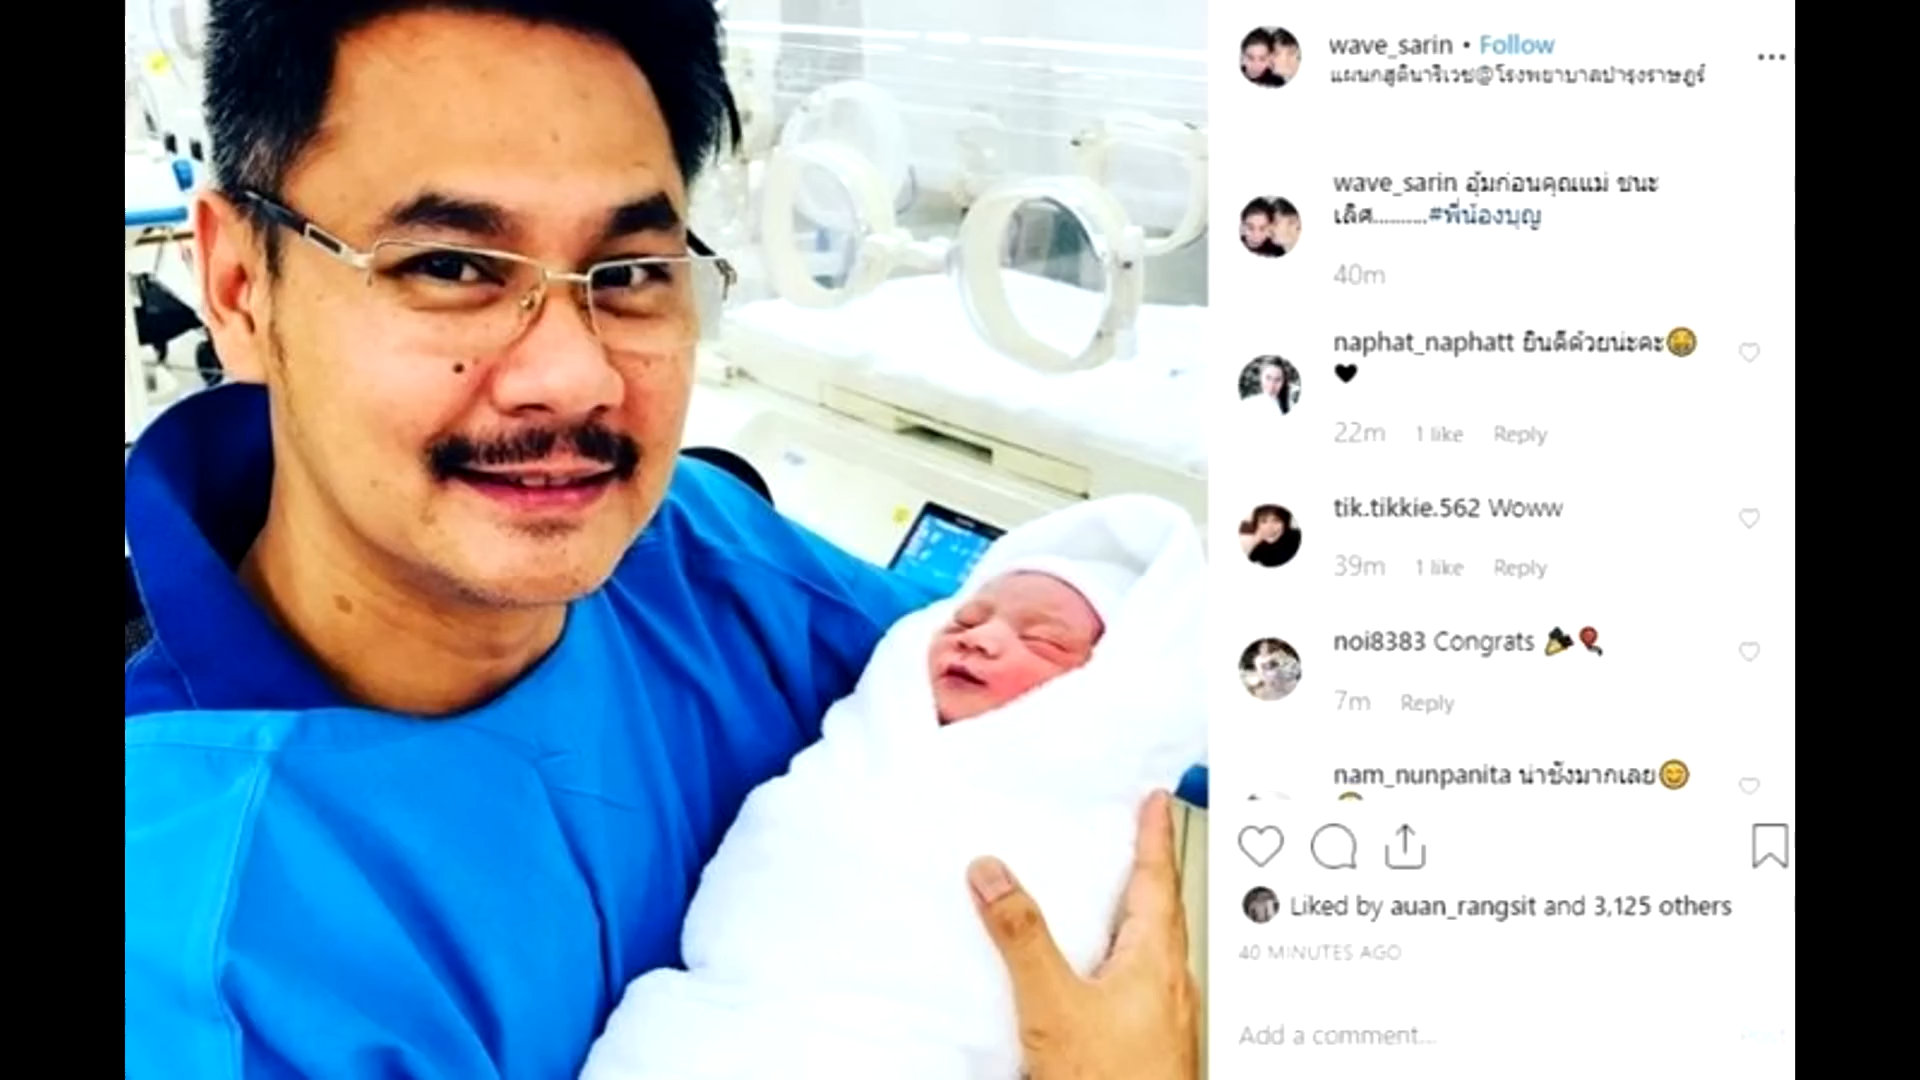 wave_sarin • Follow
แผนกสูตินารีเวช@โรงพยาบาลบำรุงราษฎร์
wave_sarin อุ้มก่อนคุณแม่ ชนะ
เลิศ...........#พี่น้องบุญ
40m
naphat_naphatt ยินดีด้วยน่ะคะ🤩
🖤
22m 1 like Reply
tik.tikkie.562 Woww
39m 1 like Reply
noi8383 Congrats 🎉🎈
7m Reply
nam_nunpanita น่าชังมากเลย😊
Liked by auan_rangsit and 3,125 others
40 MINUTES AGO
Add a comment...